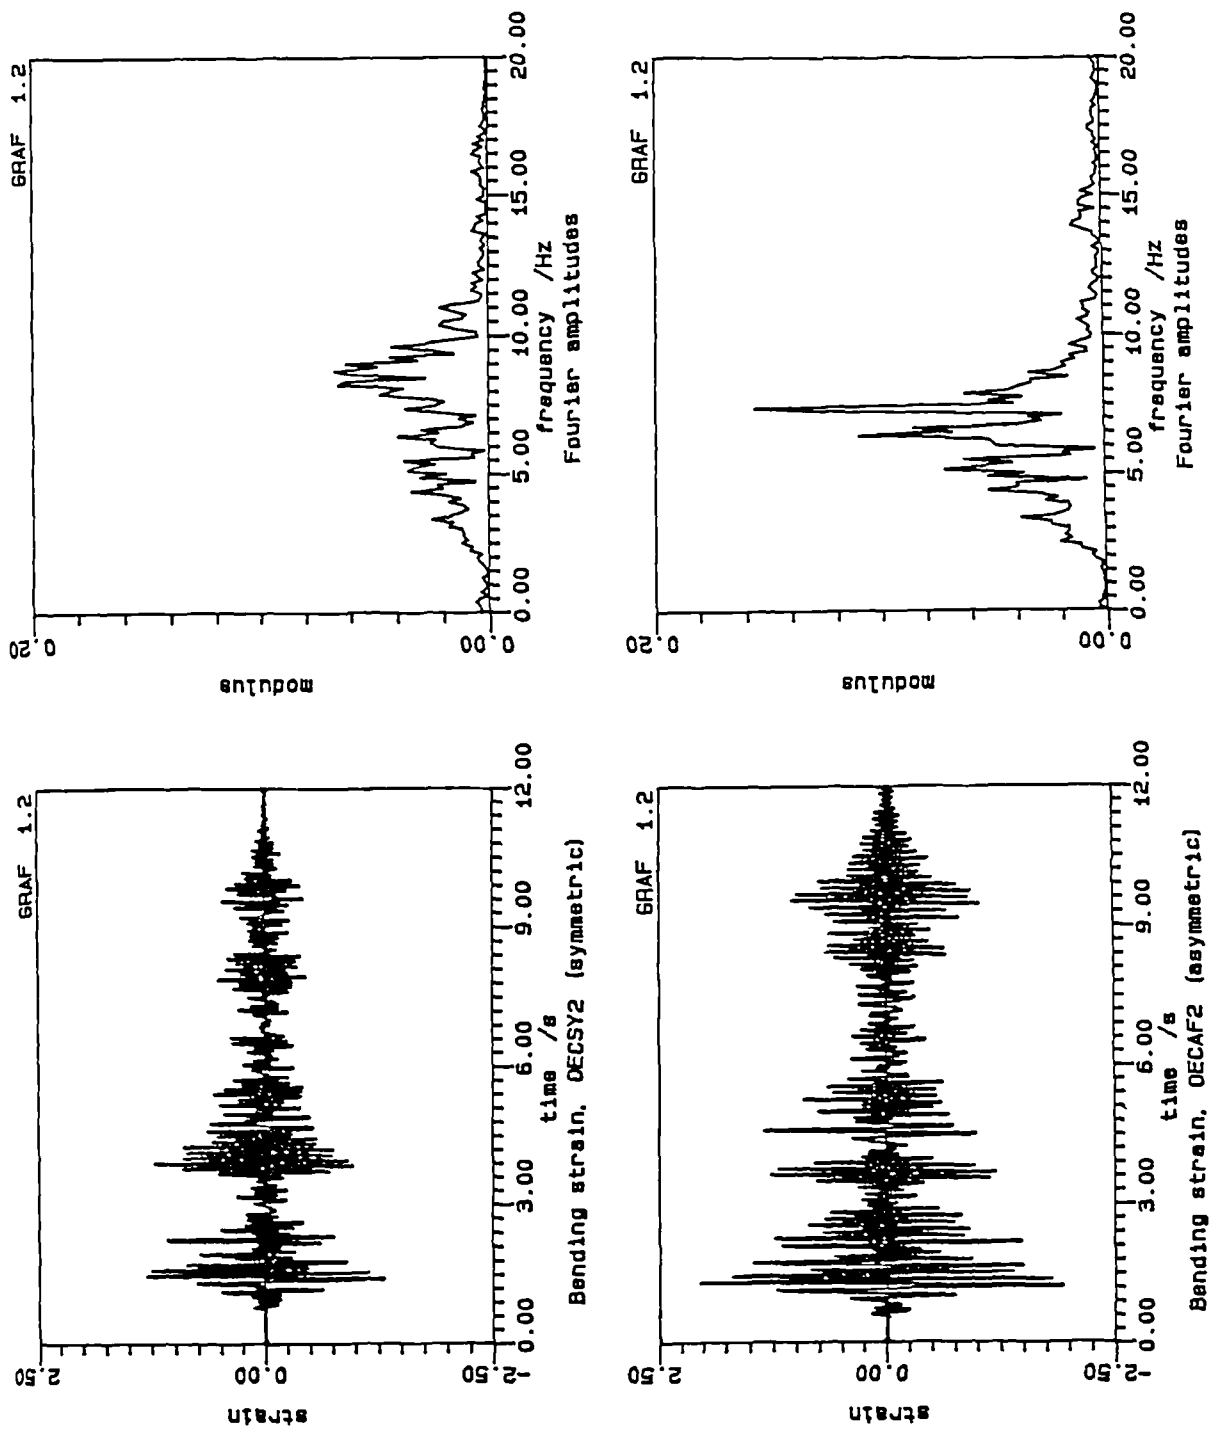 GRAF 1.2
2.50
0.00
-2.50
strain
0.00
3.00
6.00
9.00
12.00
time /s
Bending strain, DECSY2 (symmetric)
GRAF 1.2
0.20
0.00
modulus
0.00
5.00
10.00
15.00
20.00
frequency /Hz
Fourier amplitudes
GRAF 1.2
2.50
0.00
-2.50
strain
0.00
3.00
6.00
9.00
12.00
time /s
Bending strain, DECAF2 (asymmetric)
GRAF 1.2
0.20
0.00
modulus
0.00
5.00
10.00
15.00
20.00
frequency /Hz
Fourier amplitudes